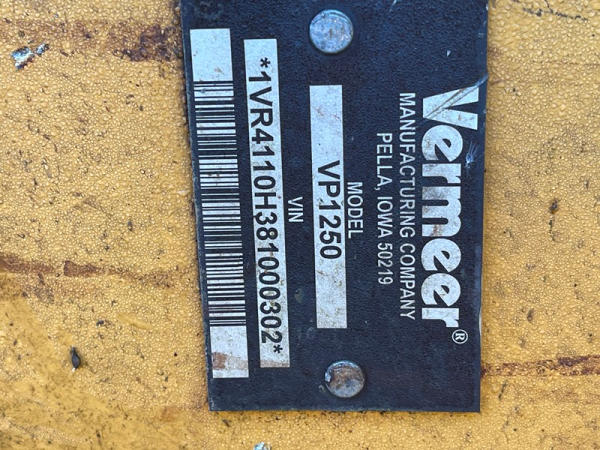 Vermeer®
MANUFACTURING COMPANY
PELLA, IOWA 50219
MODEL
VP1250
VIN
*1VR4110H381000302*